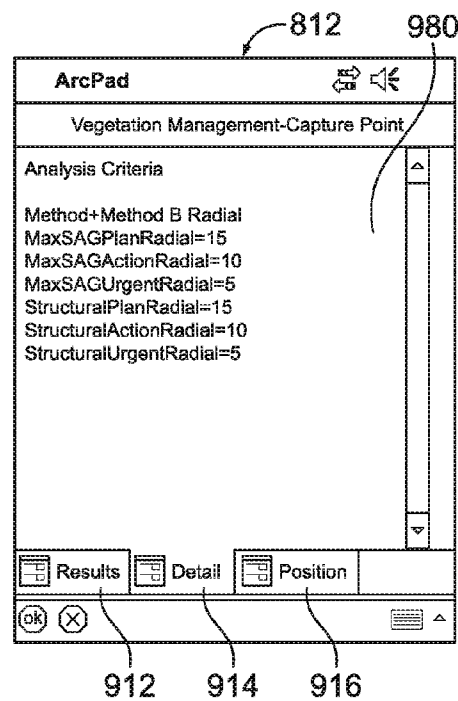 812
980
ArcPad
Vegetation Management-Capture Point
Analysis Criteria
Method+Method B Radial
MaxSAGPlanRadial=15
MaxSAGActionRadial=10
MaxSAGUrgentRadial=5
StructuralPlanRadial=15
StructuralActionRadial=10
StructuralUrgentRadial=5
Results Detail Position
ok
912 914 916